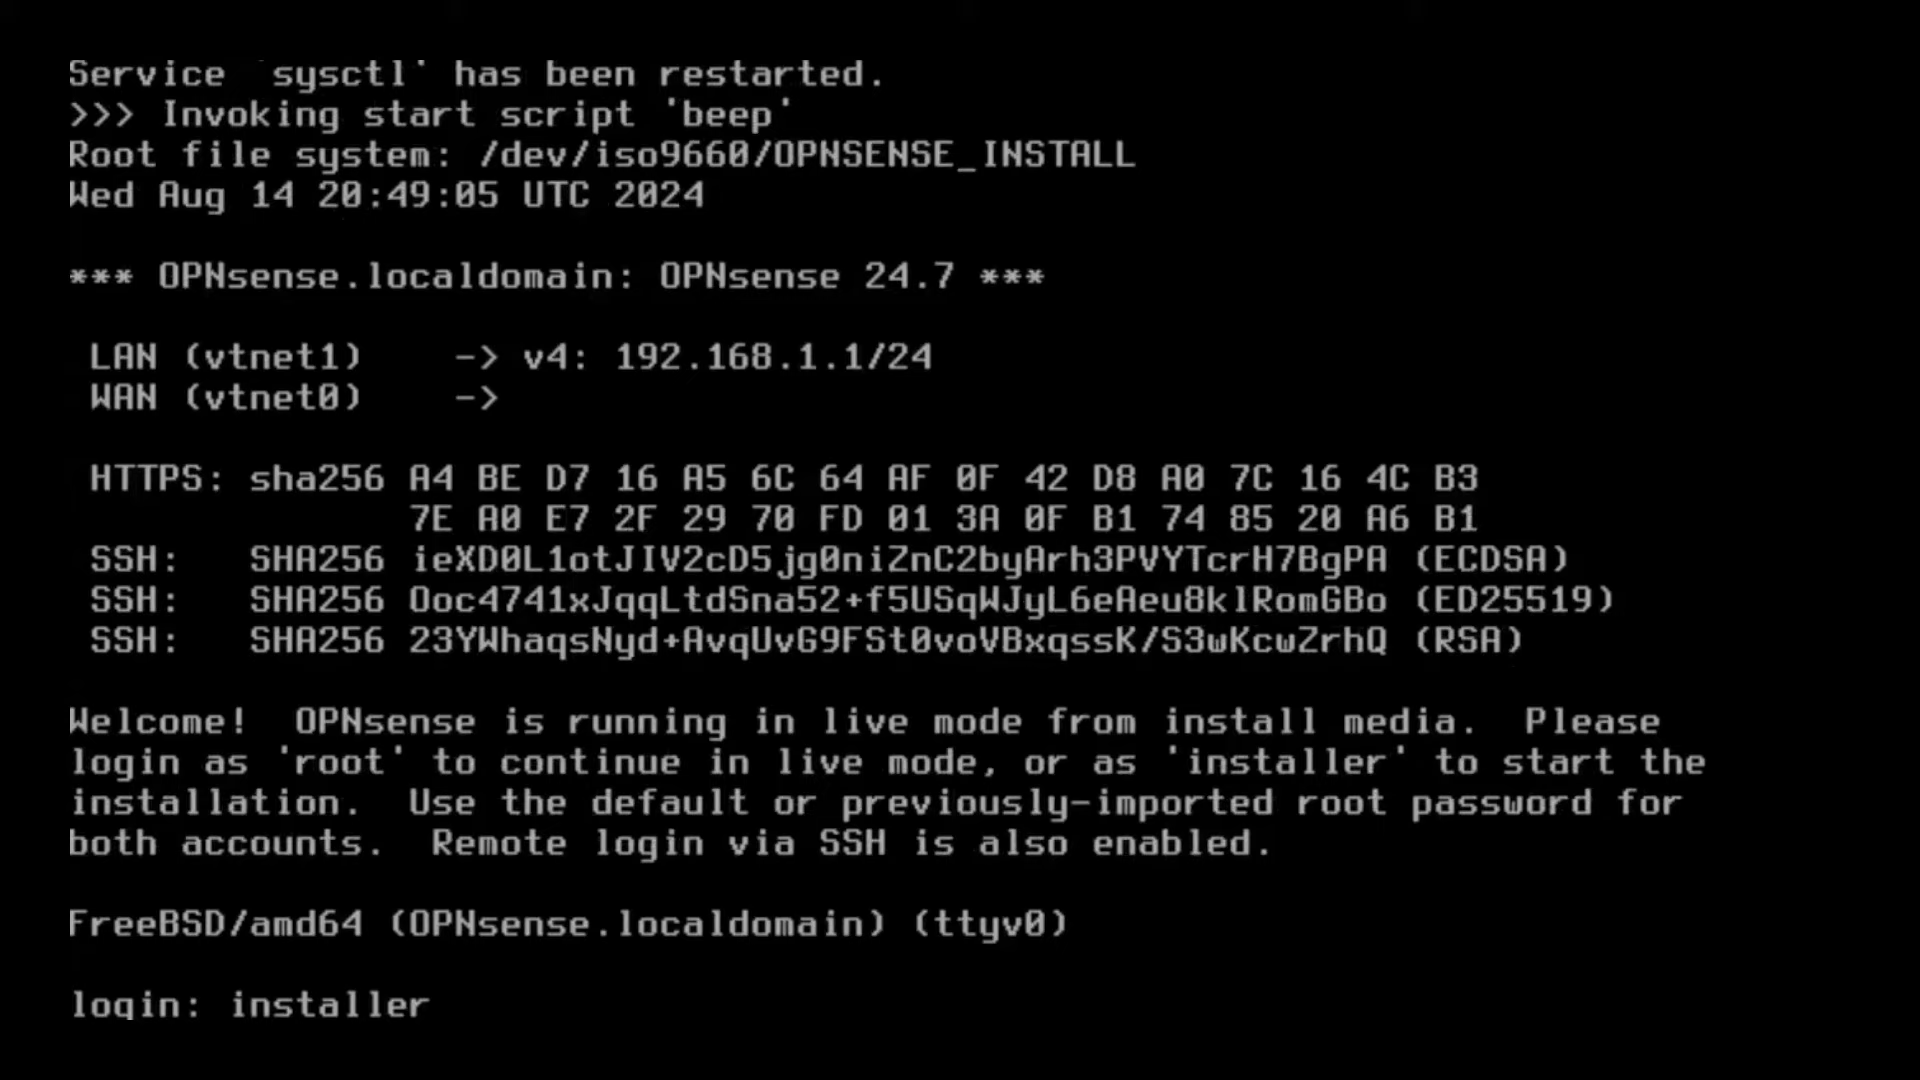 Service `sysctl' has been restarted.
>>> Invoking start script 'beep'
Root file system: /dev/iso9660/OPNSENSE_INSTALL
Wed Aug 14 20:49:05 UTC 2024
*** OPNsense.localdomain: OPNsense 24.7 ***
LAN (vtnet1)    -> v4: 192.168.1.1/24
WAN (vtnet0)    ->
HTTPS: sha256 A4 BE D7 16 A5 6C 64 AF 0F 42 D8 A0 7C 16 4C B3
7E A0 E7 2F 29 70 FD 01 3A 0F B1 74 85 20 A6 B1
SSH:   SHA256 ieXD0L1otJIV2cD5jg0niZnC2byArh3PVYTcrH7BgPA (ECDSA)
SSH:   SHA256 Ooc4741xJqqLtdSna52+f5USqWJyL6eAeu8klRomGBo (ED25519)
SSH:   SHA256 23YWhaqsNyd+AvqUvG9FSt0voVBxqssK/S3wKcwZrhQ (RSA)
Welcome!  OPNsense is running in live mode from install media.  Please
login as 'root' to continue in live mode, or as 'installer' to start the
installation.  Use the default or previously-imported root password for
both accounts.  Remote login via SSH is also enabled.
FreeBSD/amd64 (OPNsense.localdomain) (ttyv0)
login: installer